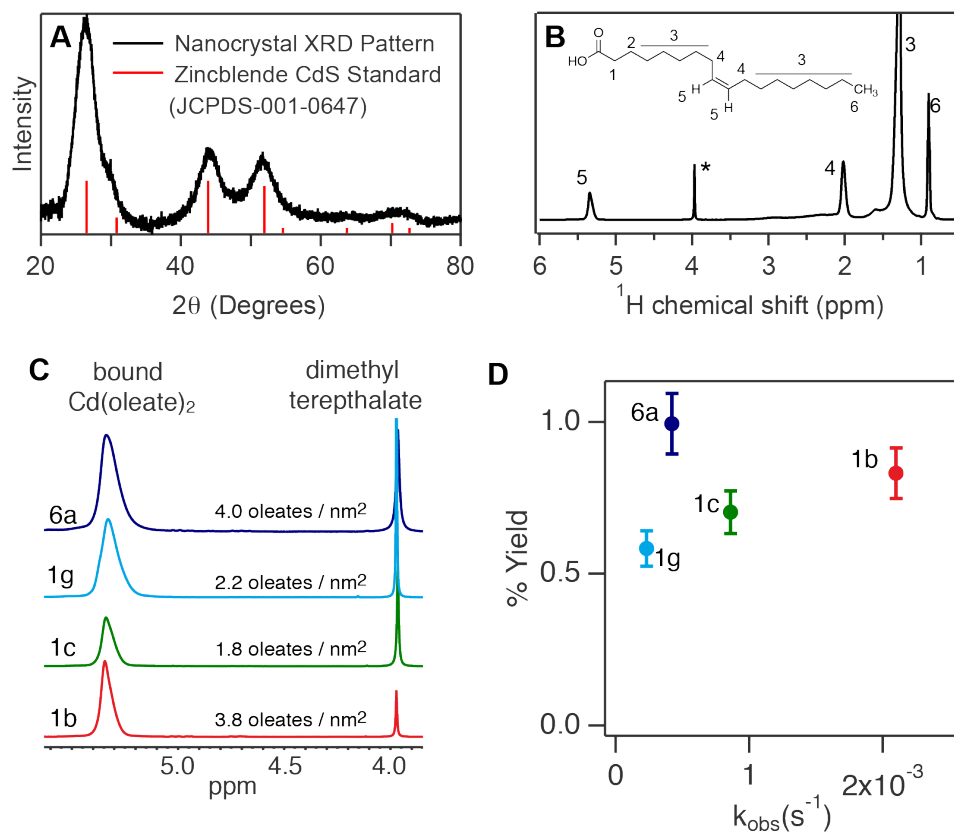 A
Nanocrystal XRD Pattern
Zincblende CdS Standard
(JCPDS-001-0647)
Intensity
20 40 60 80
2θ (Degrees)
B
O
HO
1
2
3
4
5
H
H
5
4
3
CH₃
6
5
*
4
3
6
6 5 4 3 2 1
¹H chemical shift (ppm)
C
bound
Cd(oleate)₂
dimethyl
terepthalate
6a
4.0 oleates / nm²
1g
2.2 oleates / nm²
1c
1.8 oleates / nm²
1b
3.8 oleates / nm²
5.0 4.5 4.0
ppm
D
% Yield
1.0
0.5
0.0
6a
1b
1c
1g
0 1 2x10⁻³
k_obs(s⁻¹)